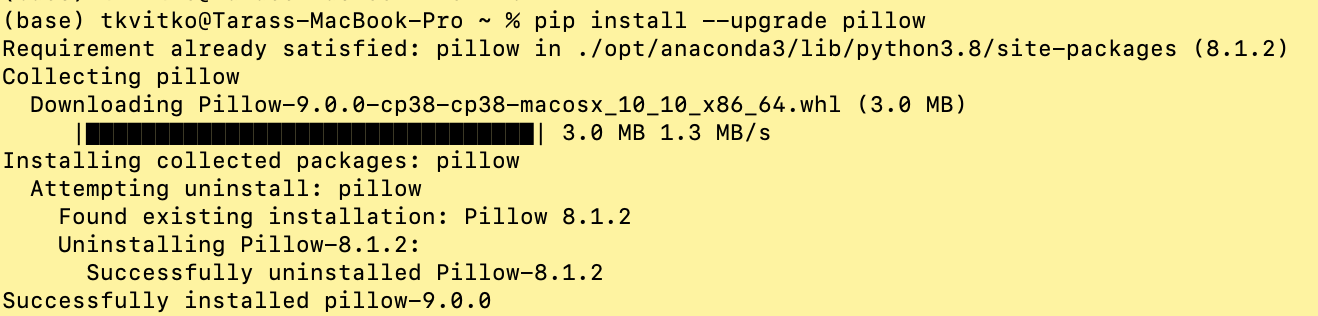 (base) tkvitko@Tarass-MacBook-Pro ~ % pip install --upgrade pillow
Requirement already satisfied: pillow in ./opt/anaconda3/lib/python3.8/site-packages (8.1.2)
Collecting pillow
  Downloading Pillow-9.0.0-cp38-cp38-macosx_10_10_x86_64.whl (3.0 MB)
     |████████████████████████████████| 3.0 MB 1.3 MB/s
Installing collected packages: pillow
  Attempting uninstall: pillow
    Found existing installation: Pillow 8.1.2
    Uninstalling Pillow-8.1.2:
      Successfully uninstalled Pillow-8.1.2
Successfully installed pillow-9.0.0